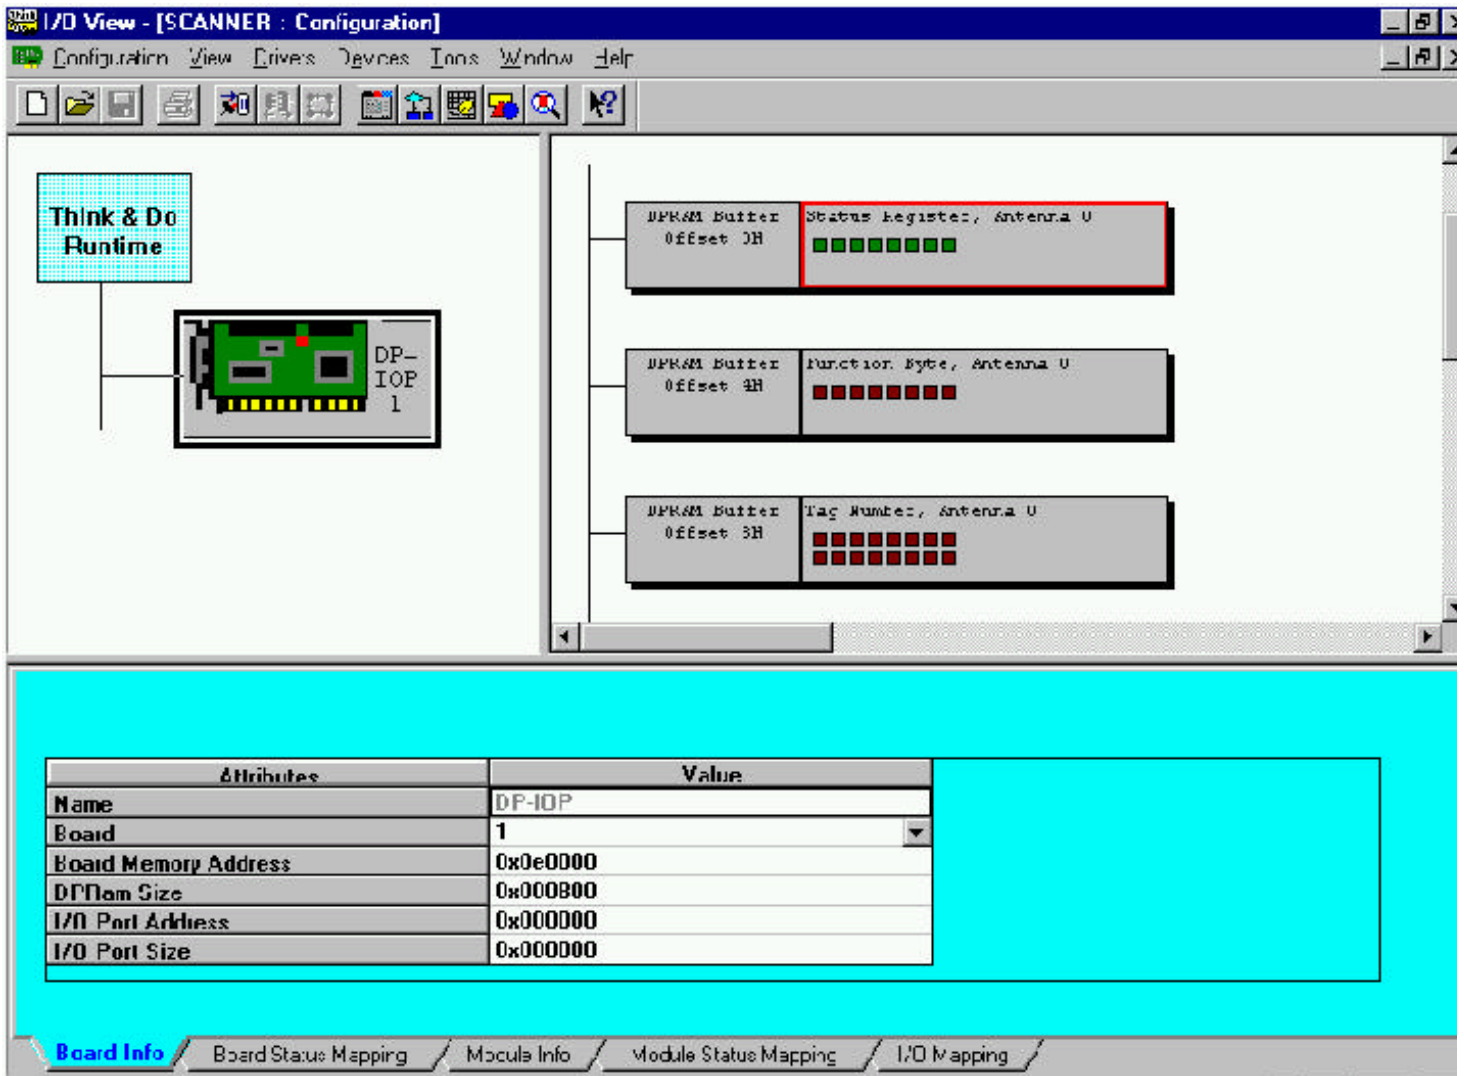 I/O View - [SCANNER : Configuration]
Configuration View Drivers Devices Tools Window Help
Think & Do
Runtime
DP-
IOP
1
DPRAM Buffer
Offset 0H
Status Register, Antenna 0
DPRAM Buffer
Offset 4H
Function Byte, Antenna 0
DPRAM Buffer
Offset
Tag Number, Antenna 0
Attributes Value
Name DP-IOP
Board 1
Board Memory Address 0x0e0000
DPRam Size 0x000800
I/O Port Address 0x000000
I/O Port Size 0x000000
Board Info Board Status Mapping Module Info Module Status Mapping I/O Mapping